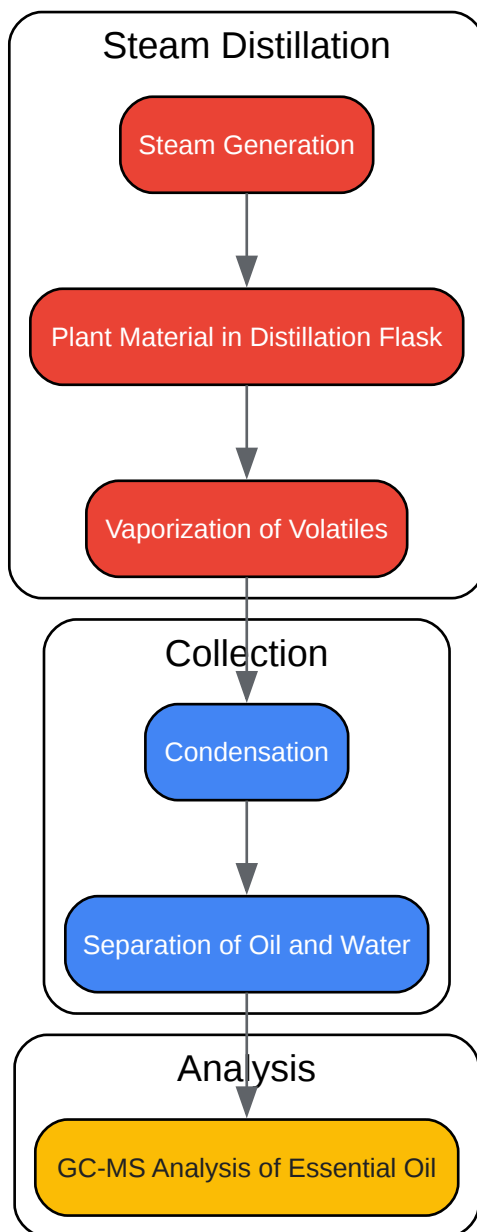 Steam Distillation
Steam Generation
Plant Material in Distillation Flask
Vaporization of Volatiles
Collection
Condensation
Separation of Oil and Water
Analysis
GC-MS Analysis of Essential Oil